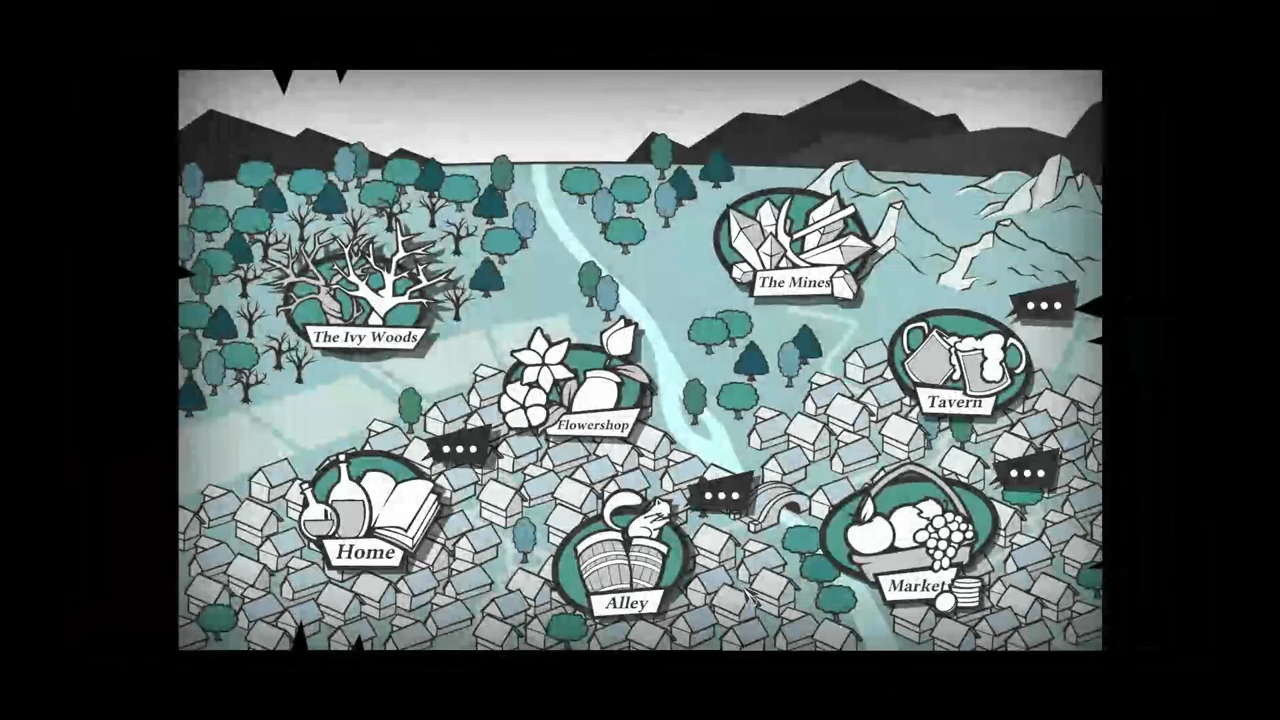 The Mines
The Ivy Woods
Tavern
Flowershop
Home
Market
Alley